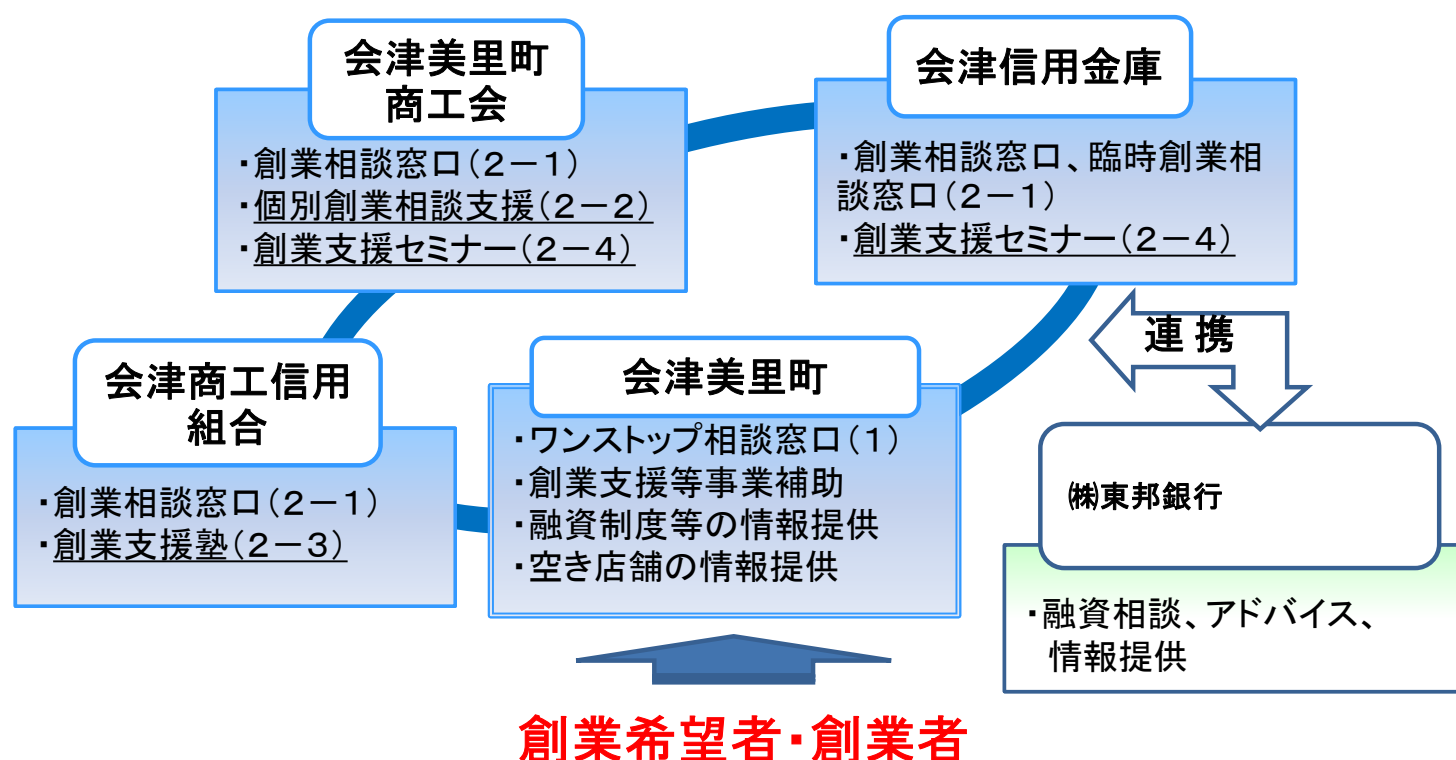 会津美里町
商工会
・創業相談窓口(2-1)
・個別創業相談支援(2-2)
・創業支援セミナー(2-4)
会津信用金庫
・創業相談窓口、臨時創業相
談窓口(2-1)
・創業支援セミナー(2-4)
連 携
会津商工信用
組合
・創業相談窓口(2-1)
・創業支援塾(2-3)
会津美里町
・ワンストップ相談窓口(1)
・創業支援等事業補助
・融資制度等の情報提供
・空き店舗の情報提供
㈱東邦銀行
・融資相談、アドバイス、
情報提供
創業希望者・創業者